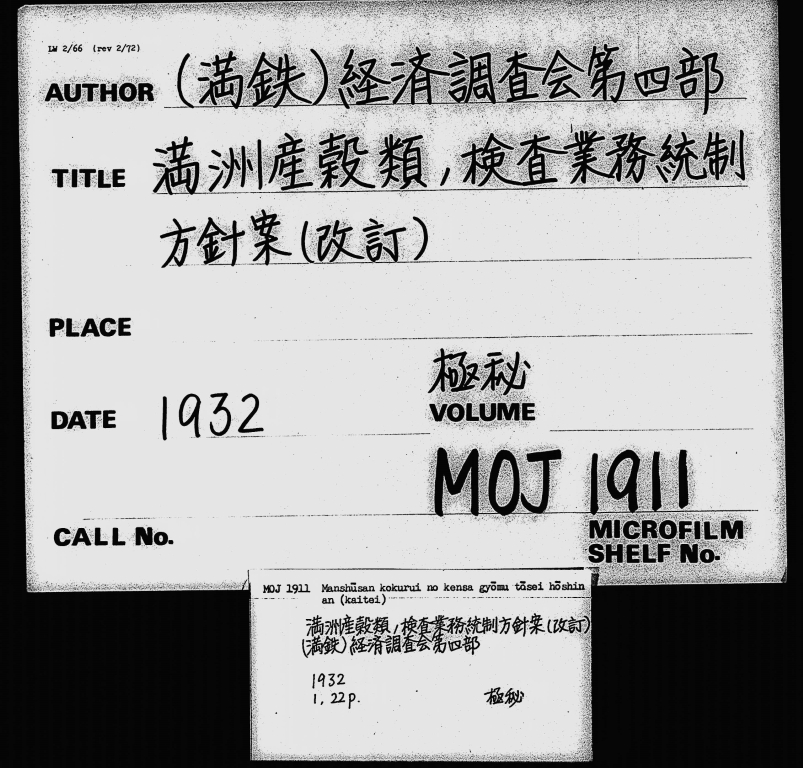 LW 2/66 (rev 2/72)
AUTHOR (満鉄)経済調査会第四部
TITLE 満洲産穀類,検査業務統制
方針案(改訂)
PLACE
極秘
DATE 1932 VOLUME
MOJ 1911
CALL No. MICROFILM
SHELF No.
MOJ 1911 Manshūsan kokurui no kensa gyōmu tōsei hōshin
an (kaitei)
満洲産穀類,検査業務統制方針案(改訂)
(満鉄)経済調査会第四部
1932
1, 22p. 極秘